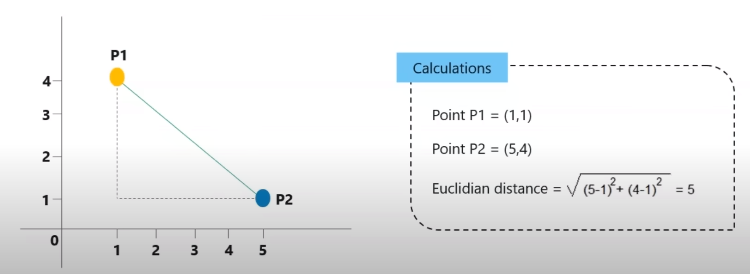 P1
4
3
2
1
P2
0
1 2 3 4 5
Calculations
Point P1 = (1,1)
Point P2 = (5,4)
Euclidian distance = √(5-1)²+ (4-1)² = 5